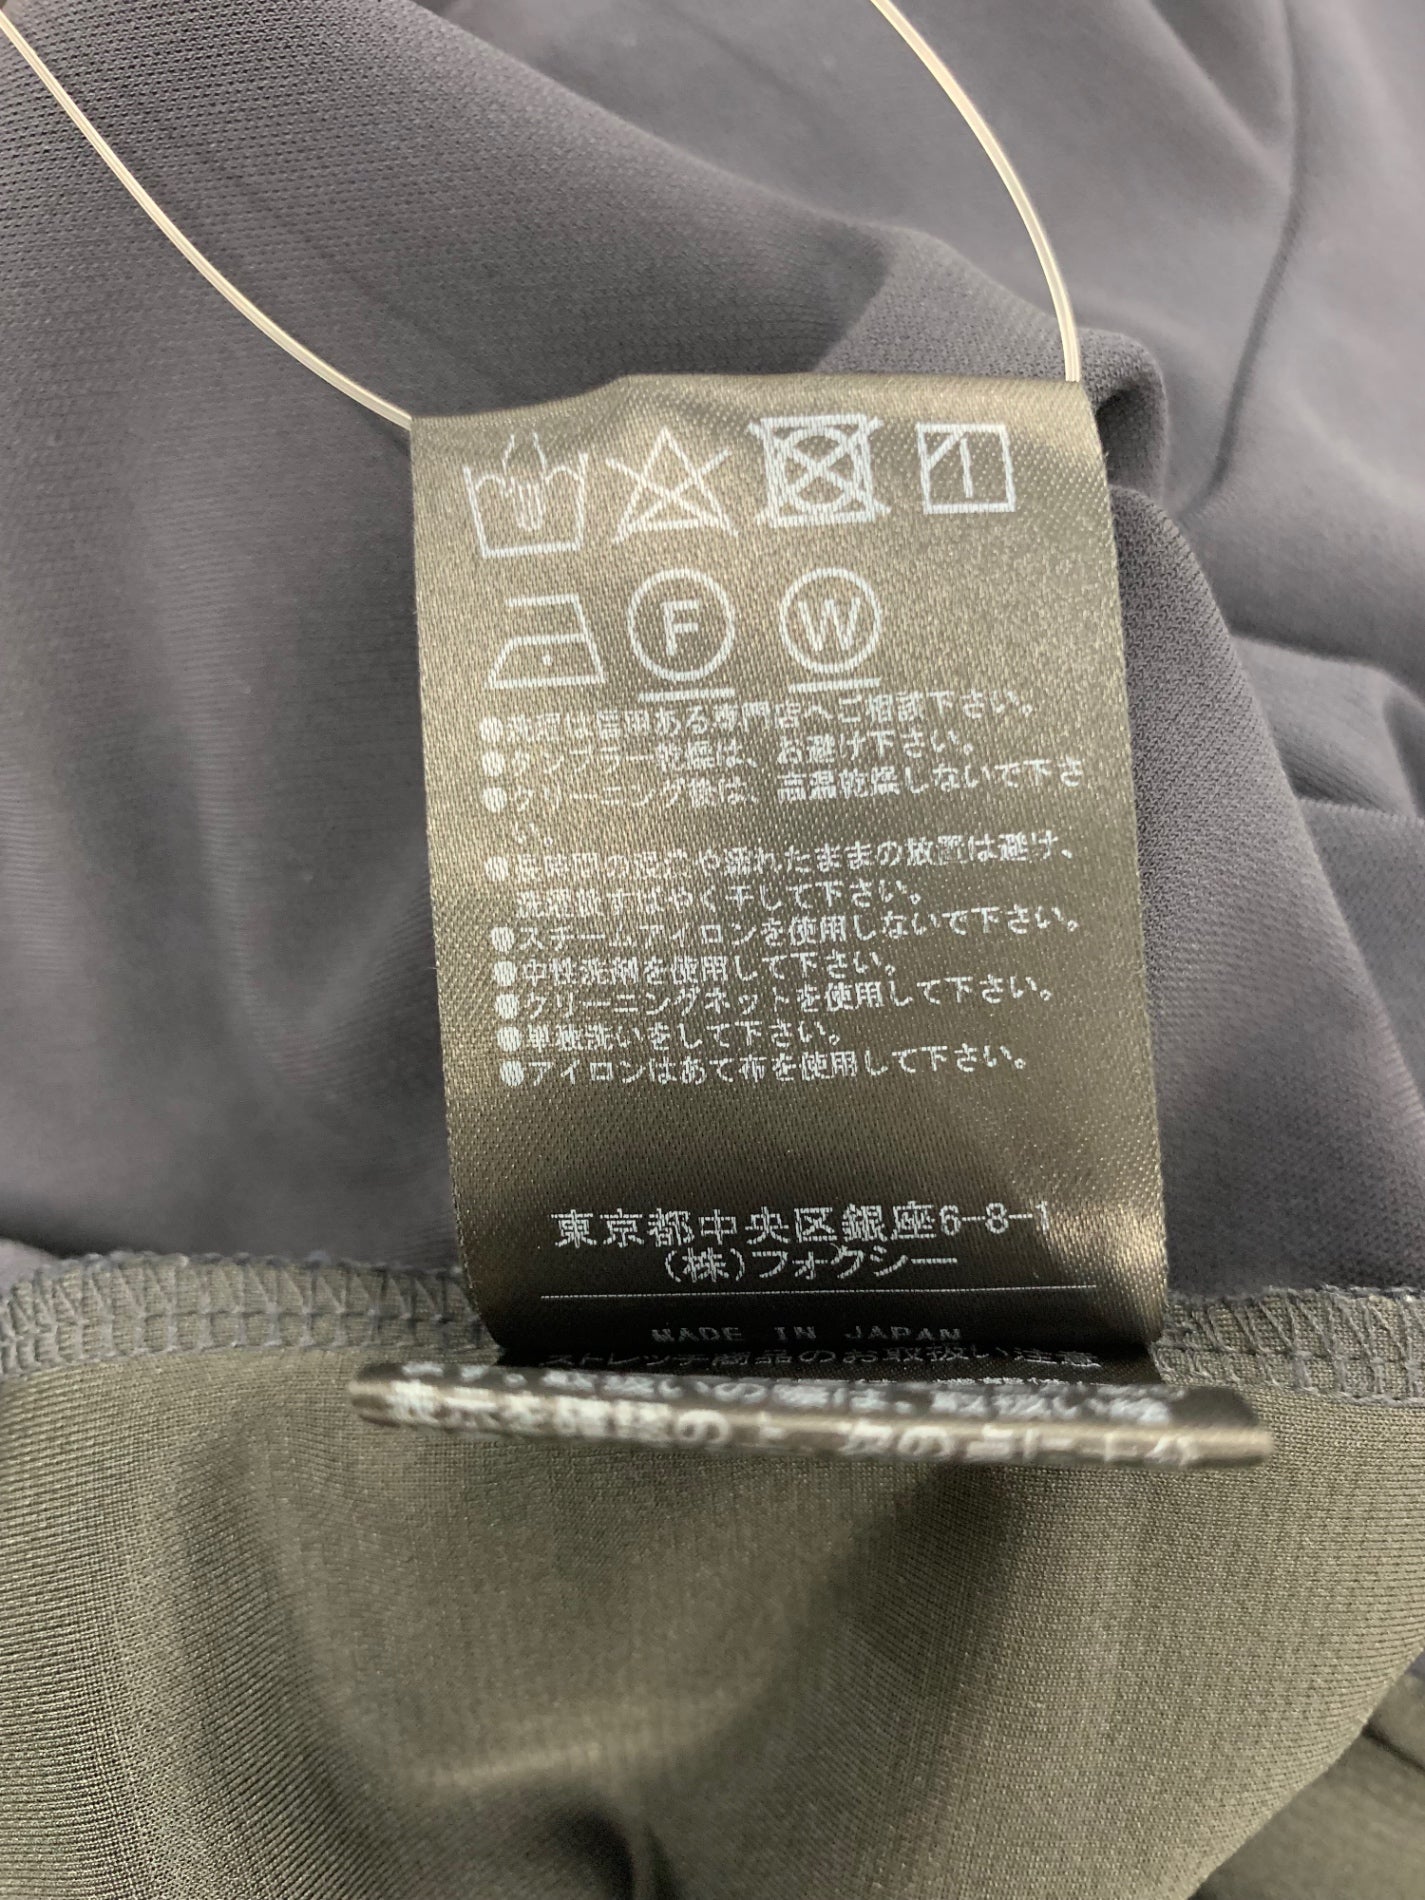 F W
●洗濯は信用ある専門店へご相談下さい。
●タンブラー乾燥は、お避け下さい。
●クリーニング後は、高温乾燥しないで下さ
い。
●長時間の浸漬や濡れたままの放置は避け、
洗濯後すばやく干して下さい。
●スチームアイロンを使用しないで下さい。
●中性洗剤を使用して下さい。
●クリーニングネットを使用して下さい。
●単独洗いをして下さい。
●アイロンはあて布を使用して下さい。
東京都中央区銀座6-8-1
(株)フォクシー
MADE IN JAPAN
ストレッチ商品のお取扱い注意